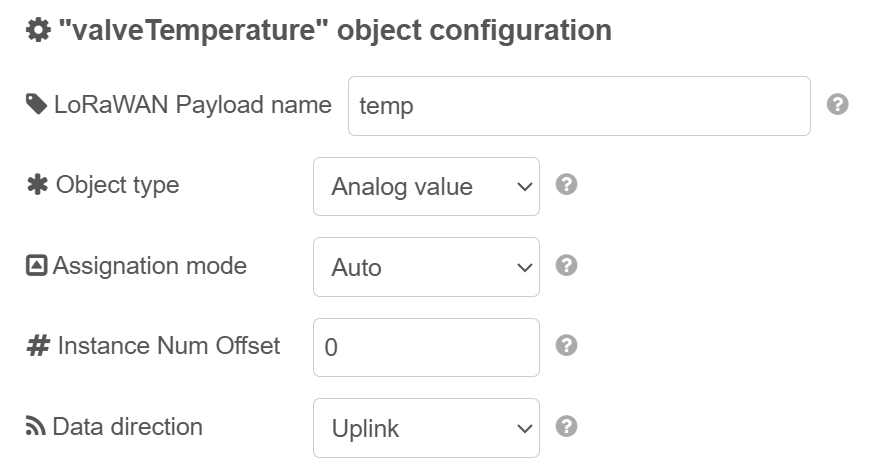 "valveTemperature" object configuration
LoRaWAN Payload name temp
Object type Analog value
Assignation mode Auto
Instance Num Offset 0
Data direction Uplink